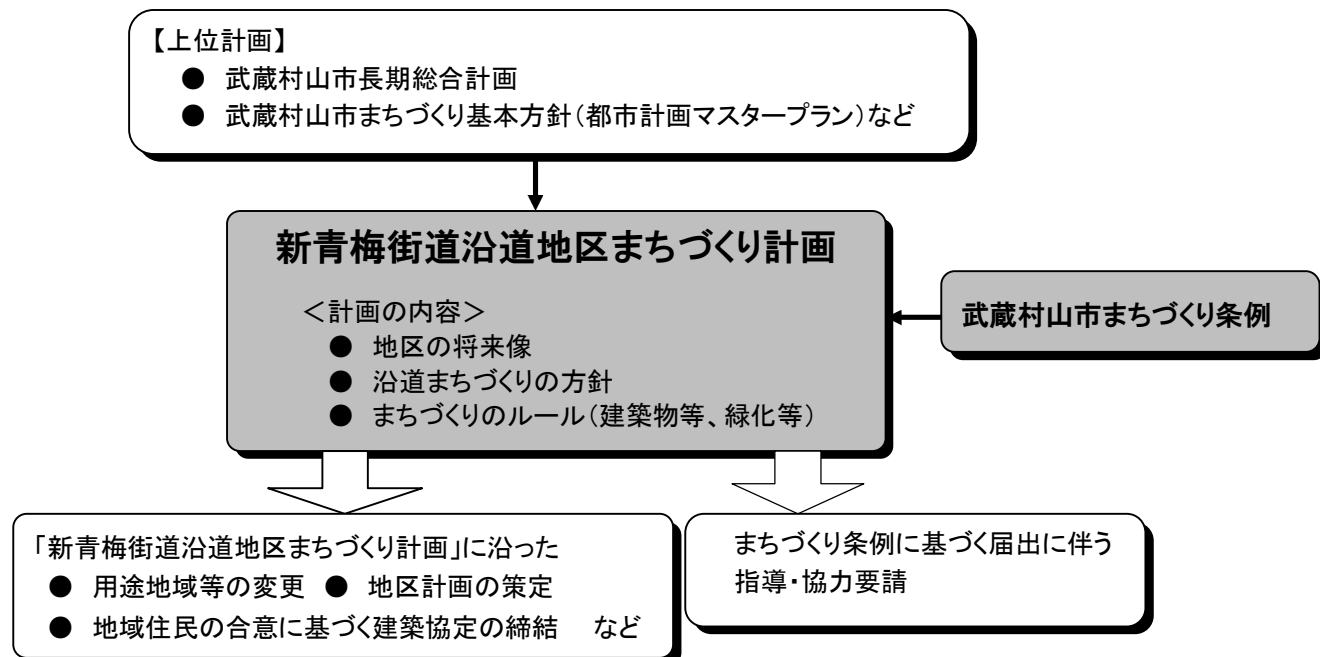 【上位計画】
● 武蔵村山市長期総合計画
● 武蔵村山市まちづくり基本方針(都市計画マスタープラン)など
新青梅街道沿道地区まちづくり計画
<計画の内容>
● 地区の将来像
● 沿道まちづくりの方針
● まちづくりのルール(建築物等、緑化等)
武蔵村山市まちづくり条例
「新青梅街道沿道地区まちづくり計画」に沿った
● 用途地域等の変更 ● 地区計画の策定
● 地域住民の合意に基づく建築協定の締結 など
まちづくり条例に基づく届出に伴う
指導・協力要請